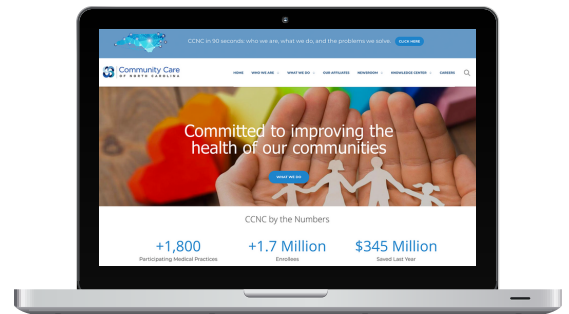 CCNC in 90 seconds: who we are, what we do, and the problems we solve. CLICK HERE
Community Care
OF NORTH CAROLINA
HOME WHO WE ARE WHAT WE DO OUR AFFILIATES NEWSROOM KNOWLEDGE CENTER CAREERS
Committed to improving the
health of our communities
WHAT WE DO
CCNC by the Numbers
+1,800 +1.7 Million $345 Million
Participating Medical Practices Enrollees Saved Last Year